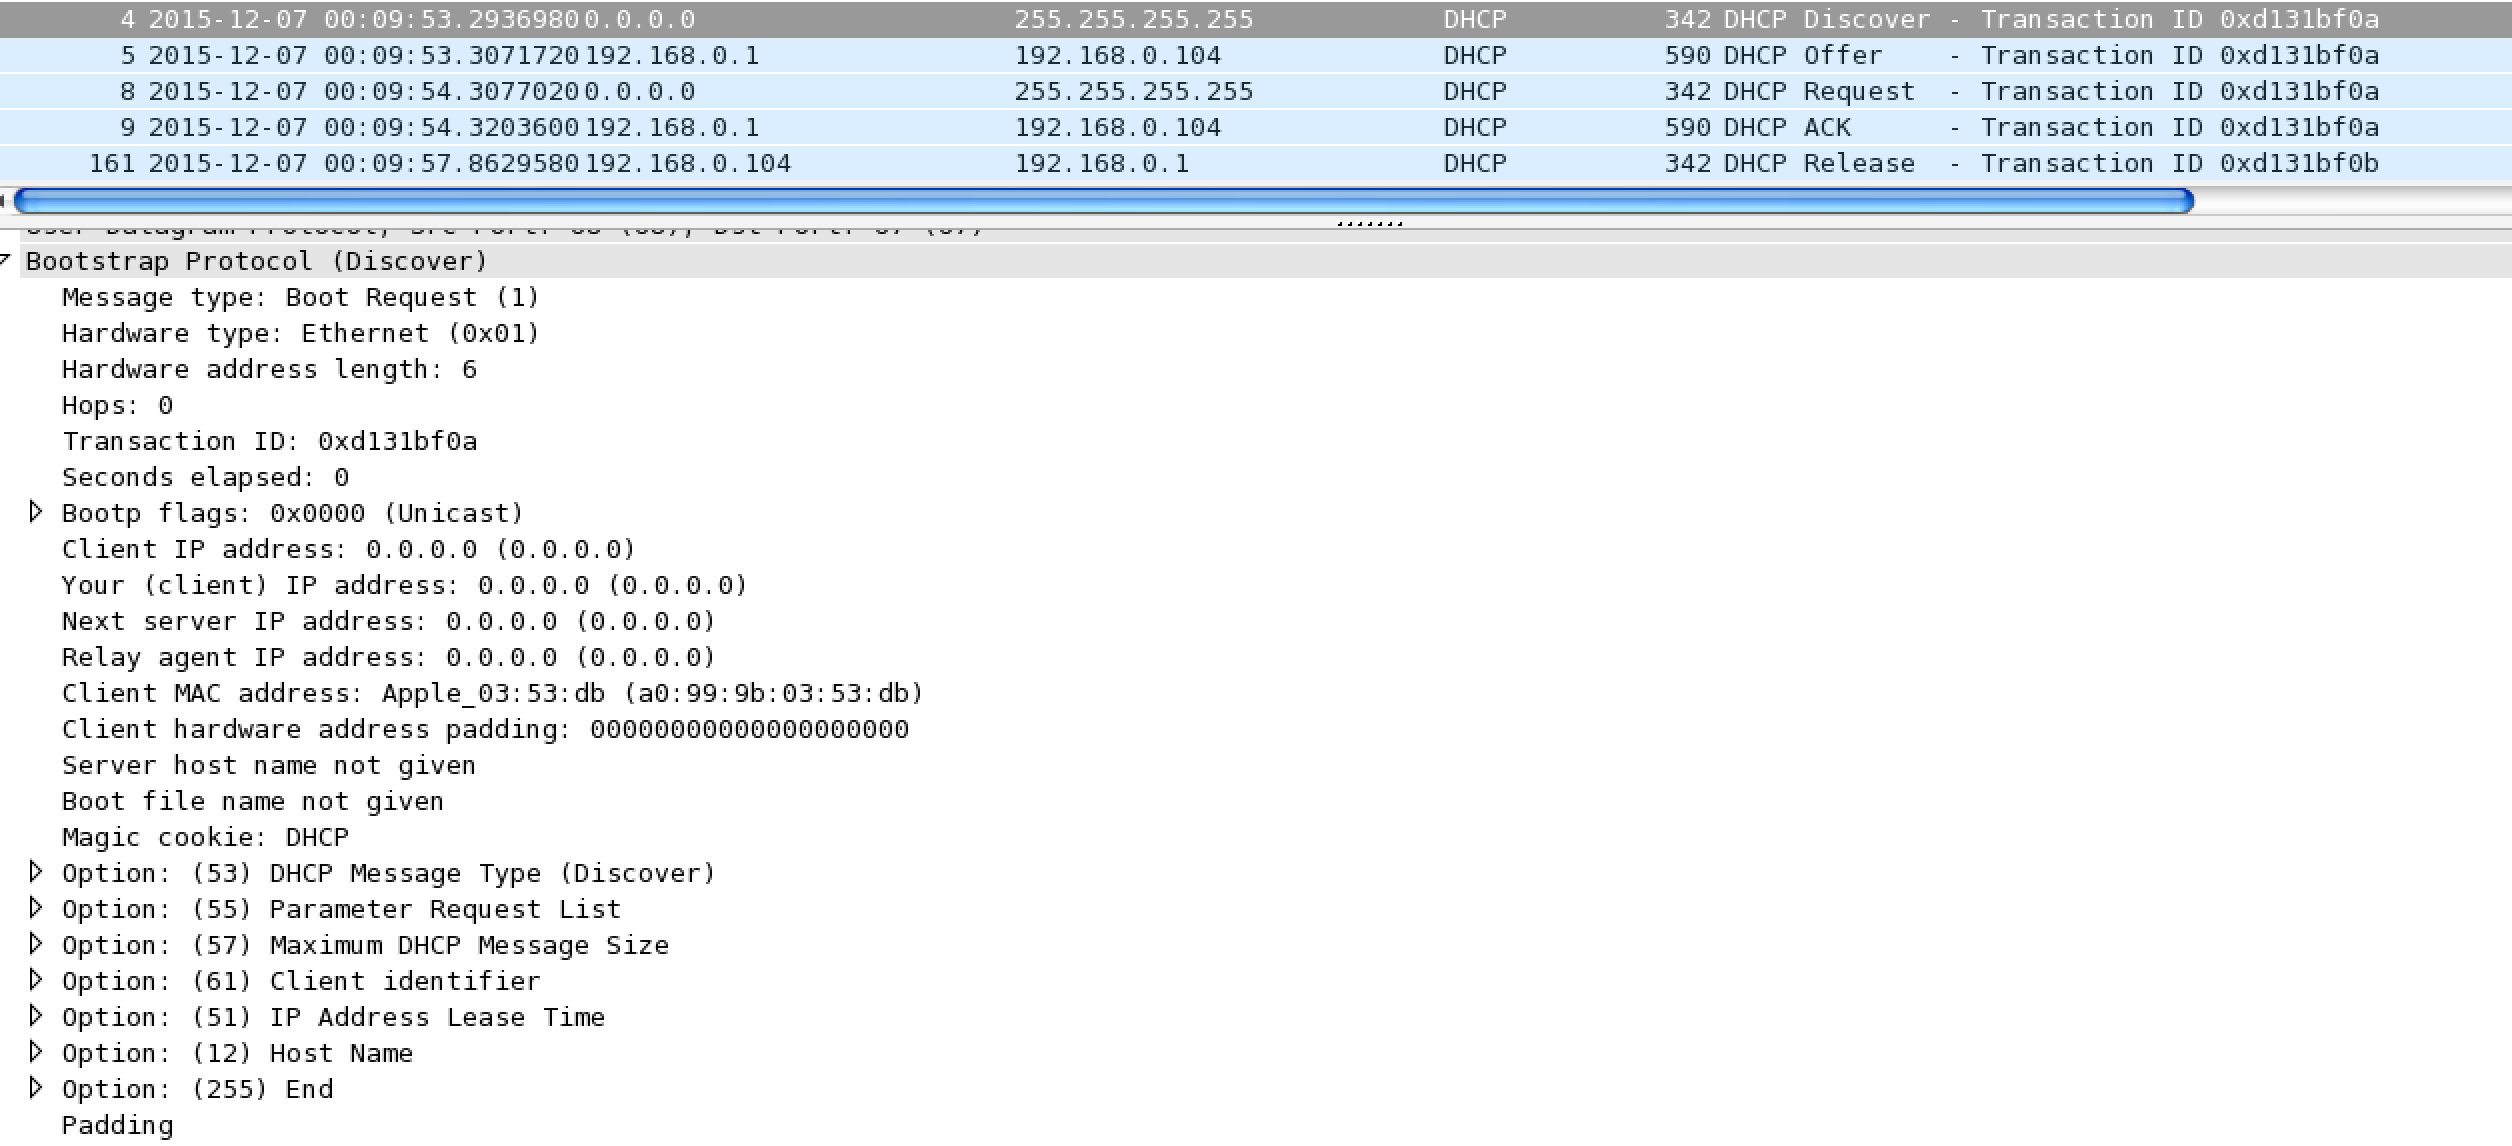 4 2015-12-07 00:09:53.2936980 0.0.0.0 255.255.255.255 DHCP 342 DHCP Discover - Transaction ID 0xd131bf0a
5 2015-12-07 00:09:53.3071720 192.168.0.1 192.168.0.104 DHCP 590 DHCP Offer - Transaction ID 0xd131bf0a
8 2015-12-07 00:09:54.3077020 0.0.0.0 255.255.255.255 DHCP 342 DHCP Request - Transaction ID 0xd131bf0a
9 2015-12-07 00:09:54.3203600 192.168.0.1 192.168.0.104 DHCP 590 DHCP ACK - Transaction ID 0xd131bf0a
161 2015-12-07 00:09:57.8629580 192.168.0.104 192.168.0.1 DHCP 342 DHCP Release - Transaction ID 0xd131bf0b
User Datagram Protocol, Src Port: 68 (68), Dst Port: 67 (67)
Bootstrap Protocol (Discover)
Message type: Boot Request (1)
Hardware type: Ethernet (0x01)
Hardware address length: 6
Hops: 0
Transaction ID: 0xd131bf0a
Seconds elapsed: 0
Bootp flags: 0x0000 (Unicast)
Client IP address: 0.0.0.0 (0.0.0.0)
Your (client) IP address: 0.0.0.0 (0.0.0.0)
Next server IP address: 0.0.0.0 (0.0.0.0)
Relay agent IP address: 0.0.0.0 (0.0.0.0)
Client MAC address: Apple_03:53:db (a0:99:9b:03:53:db)
Client hardware address padding: 00000000000000000000
Server host name not given
Boot file name not given
Magic cookie: DHCP
Option: (53) DHCP Message Type (Discover)
Option: (55) Parameter Request List
Option: (57) Maximum DHCP Message Size
Option: (61) Client identifier
Option: (51) IP Address Lease Time
Option: (12) Host Name
Option: (255) End
Padding